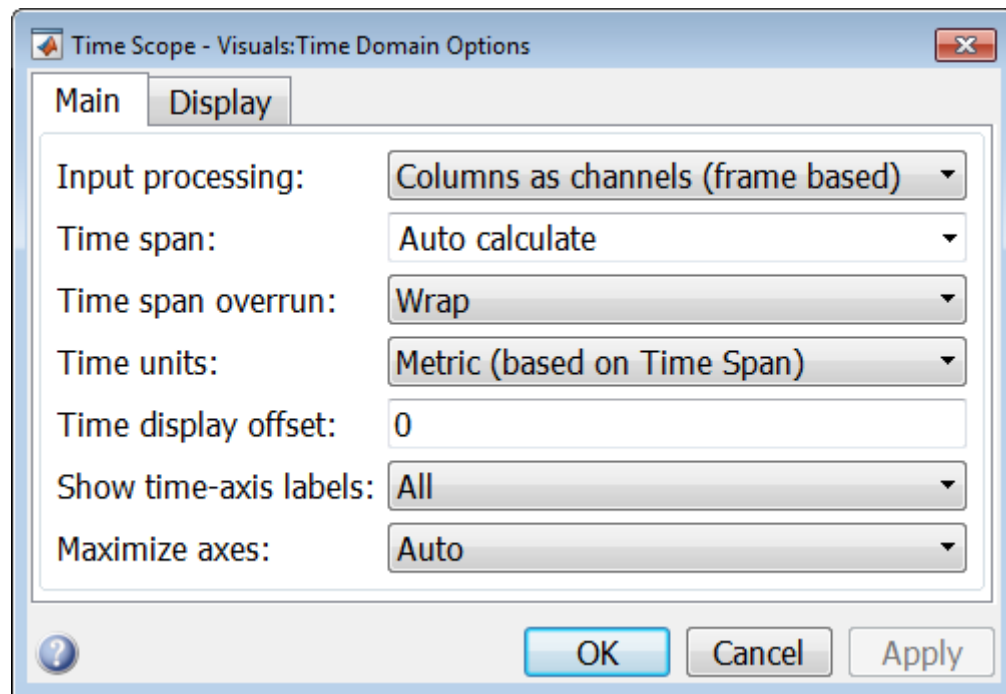 Time Scope - Visuals:Time Domain Options
Main Display
Input processing: Columns as channels (frame based)
Time span: Auto calculate
Time span overrun: Wrap
Time units: Metric (based on Time Span)
Time display offset: 0
Show time-axis labels: All
Maximize axes: Auto
? OK Cancel Apply